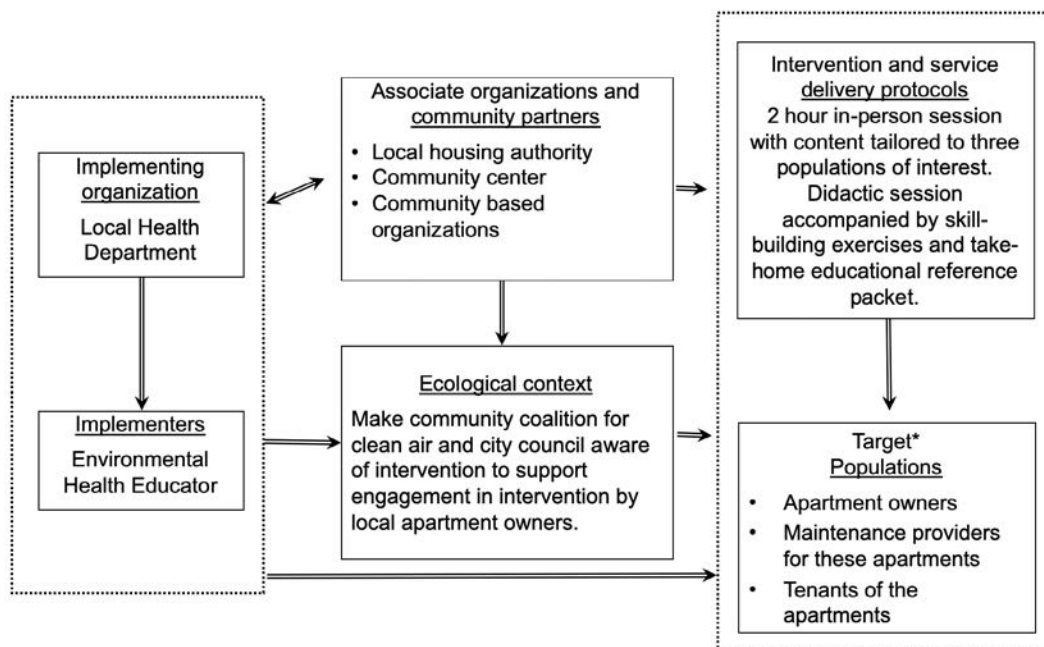 Implementing
organization
Local Health
Department
Implementers
Environmental
Health Educator
Associate organizations and
community partners
• Local housing authority
• Community center
• Community based
organizations
Ecological context
Make community coalition for
clean air and city council aware
of intervention to support
engagement in intervention by
local apartment owners.
Intervention and service
delivery protocols
2 hour in-person session
with content tailored to three
populations of interest.
Didactic session
accompanied by skill-
building exercises and take-
home educational reference
packet.
Target*
Populations
• Apartment owners
• Maintenance providers
for these apartments
• Tenants of the
apartments